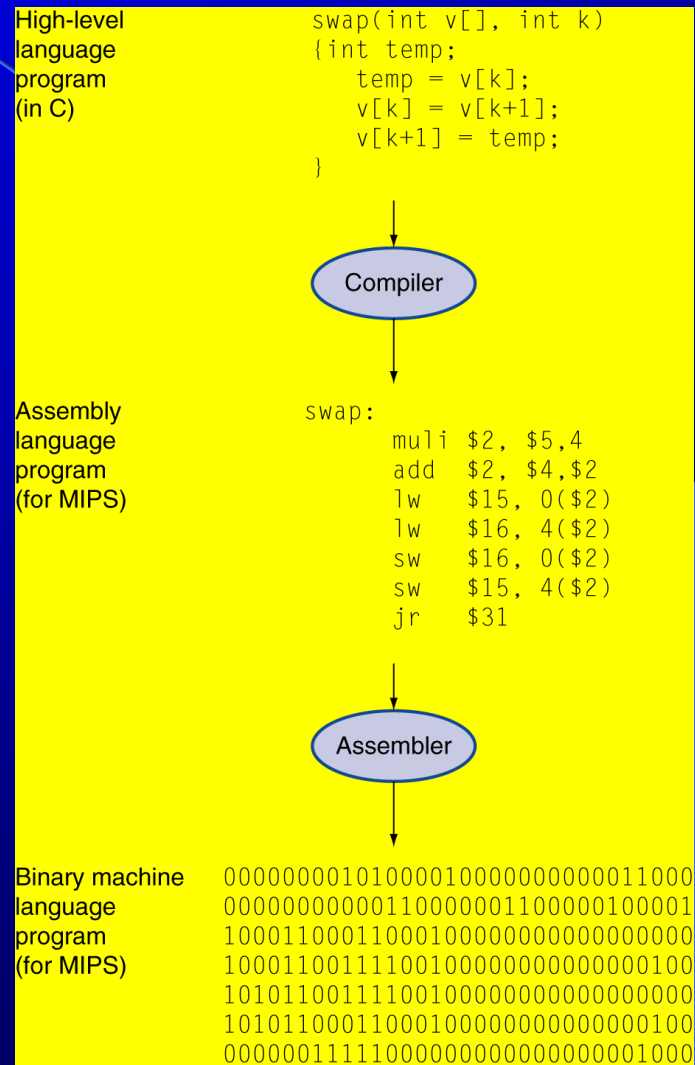 High-level swap(int v[], int k)
language {int temp;
program temp = v[k];
(in C) v[k] = v[k+1];
v[k+1] = temp;
}
Compiler
Assembly swap:
language muli $2, $5,4
program add $2, $4,$2
(for MIPS) lw $15, 0($2)
lw $16, 4($2)
sw $16, 0($2)
sw $15, 4($2)
jr $31
Assembler
Binary machine 00000000101000010000000000011000
language 00000000000110000001100000100001
program 10001100011000100000000000000000
(for MIPS) 10001100111100100000000000000100
10101100111100100000000000000000
10101100011000100000000000000100
00000011111000000000000000001000